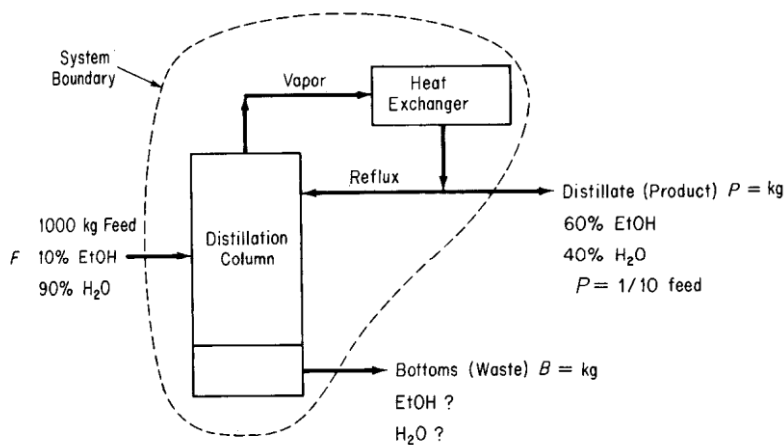 System
Boundary
Vapor
Heat
Exchanger
Reflux
Distillate (Product) P = kg
60% EtOH
40% H₂O
P = 1/10 feed
1000 kg Feed
F 10% EtOH
90% H₂O
Distillation
Column
Bottoms (Waste) B = kg
EtOH ?
H₂O ?